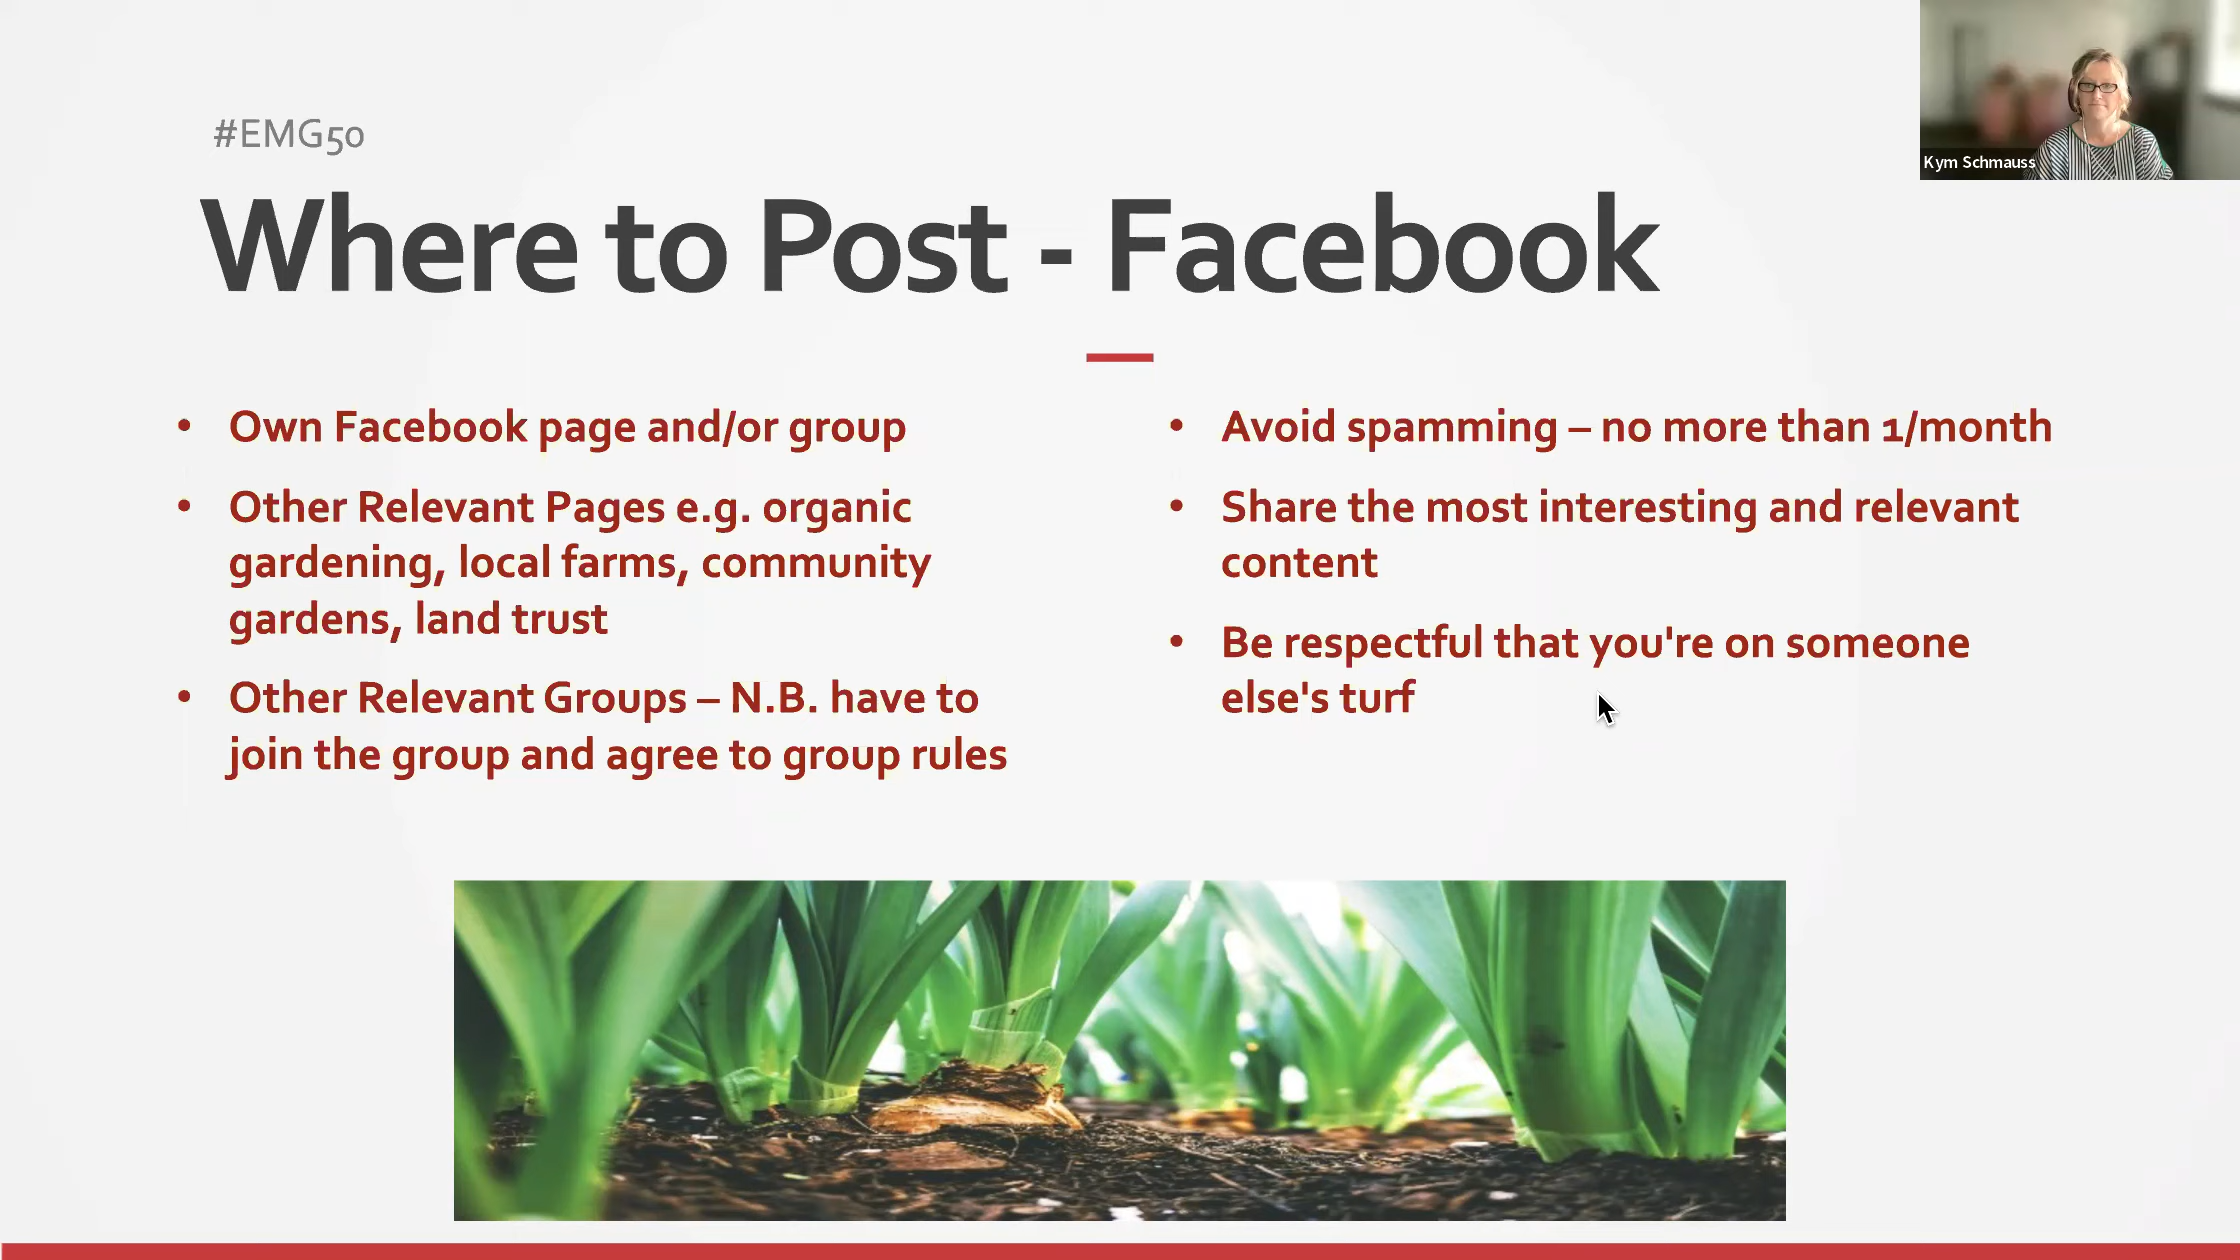 #EMG50
Where to Post - Facebook
• Own Facebook page and/or group
• Other Relevant Pages e.g. organic
gardening, local farms, community
gardens, land trust
• Other Relevant Groups – N.B. have to
join the group and agree to group rules
• Avoid spamming – no more than 1/month
• Share the most interesting and relevant
content
• Be respectful that you're on someone
else's turf
Kym Schmauss